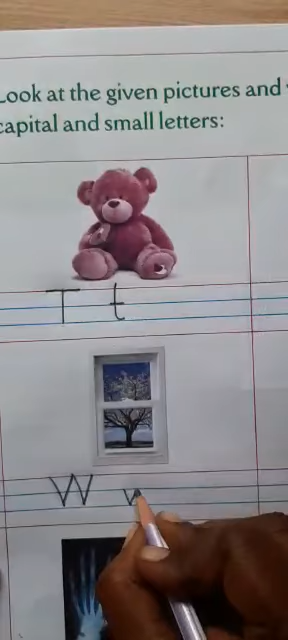 Look at the given pictures and
capital and small letters:
T t
W